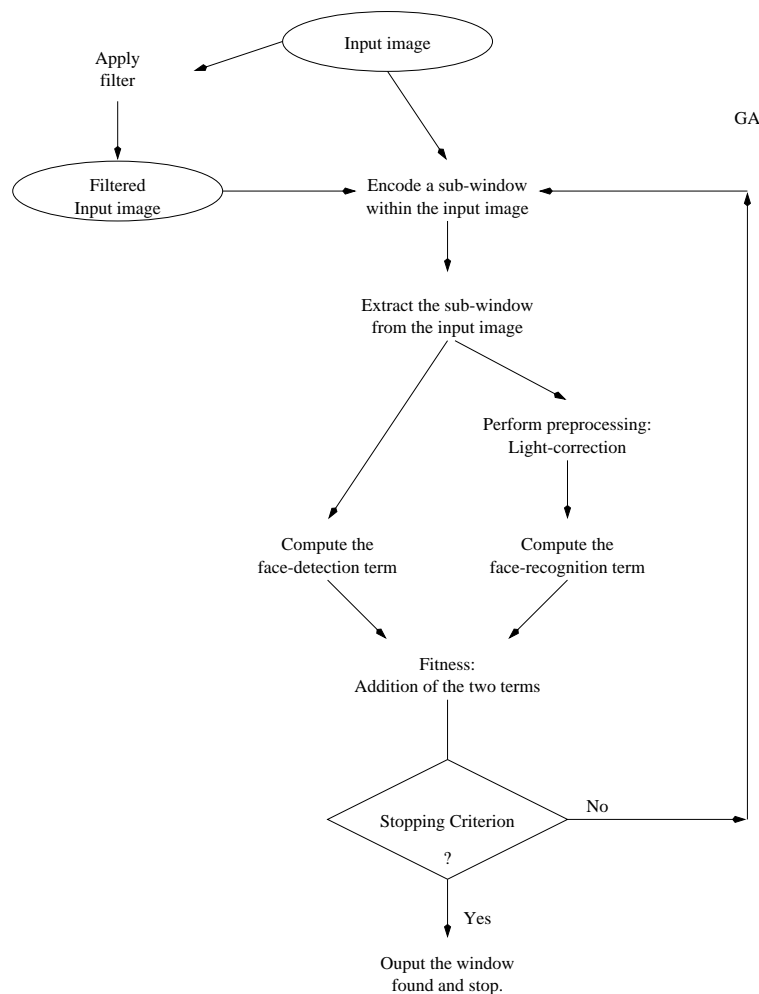 Input image
Apply
filter
GA
Filtered
Input image
Encode a sub-window
within the input image
Extract the sub-window
from the input image
Perform preprocessing:
Light-correction
Compute the
face-detection term
Compute the
face-recognition term
Fitness:
Addition of the two terms
Stopping Criterion
?
No
Yes
Ouput the window
found and stop.